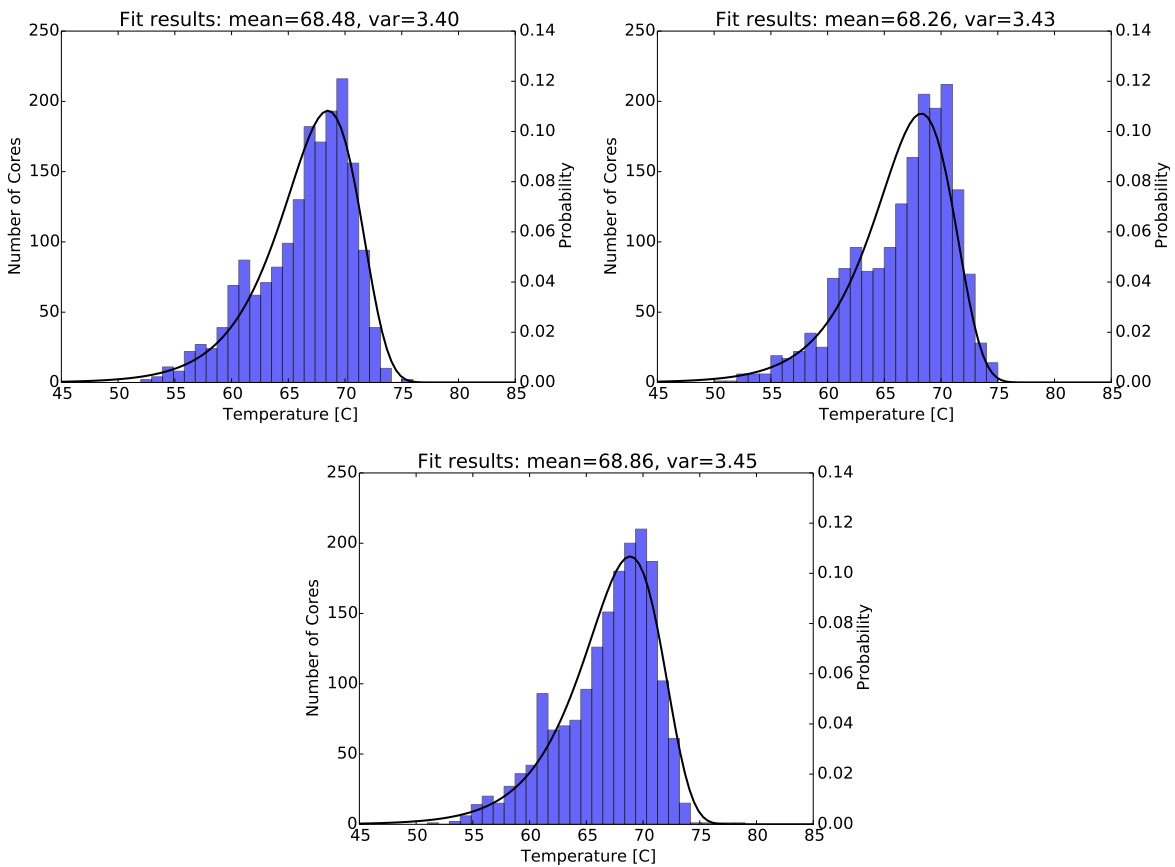 Fit results: mean=68.48, var=3.40
250
200
150
100
50
0
Number of Cores
0.14
0.12
0.10
0.08
0.06
0.04
0.02
0.00
Probability
45 50 55 60 65 70 75 80 85
Temperature [C]
Fit results: mean=68.26, var=3.43
250
200
150
100
50
0
Number of Cores
0.14
0.12
0.10
0.08
0.06
0.04
0.02
0.00
Probability
45 50 55 60 65 70 75 80 85
Temperature [C]
Fit results: mean=68.86, var=3.45
250
200
150
100
50
0
Number of Cores
0.14
0.12
0.10
0.08
0.06
0.04
0.02
0.00
Probability
45 50 55 60 65 70 75 80 85
Temperature [C]